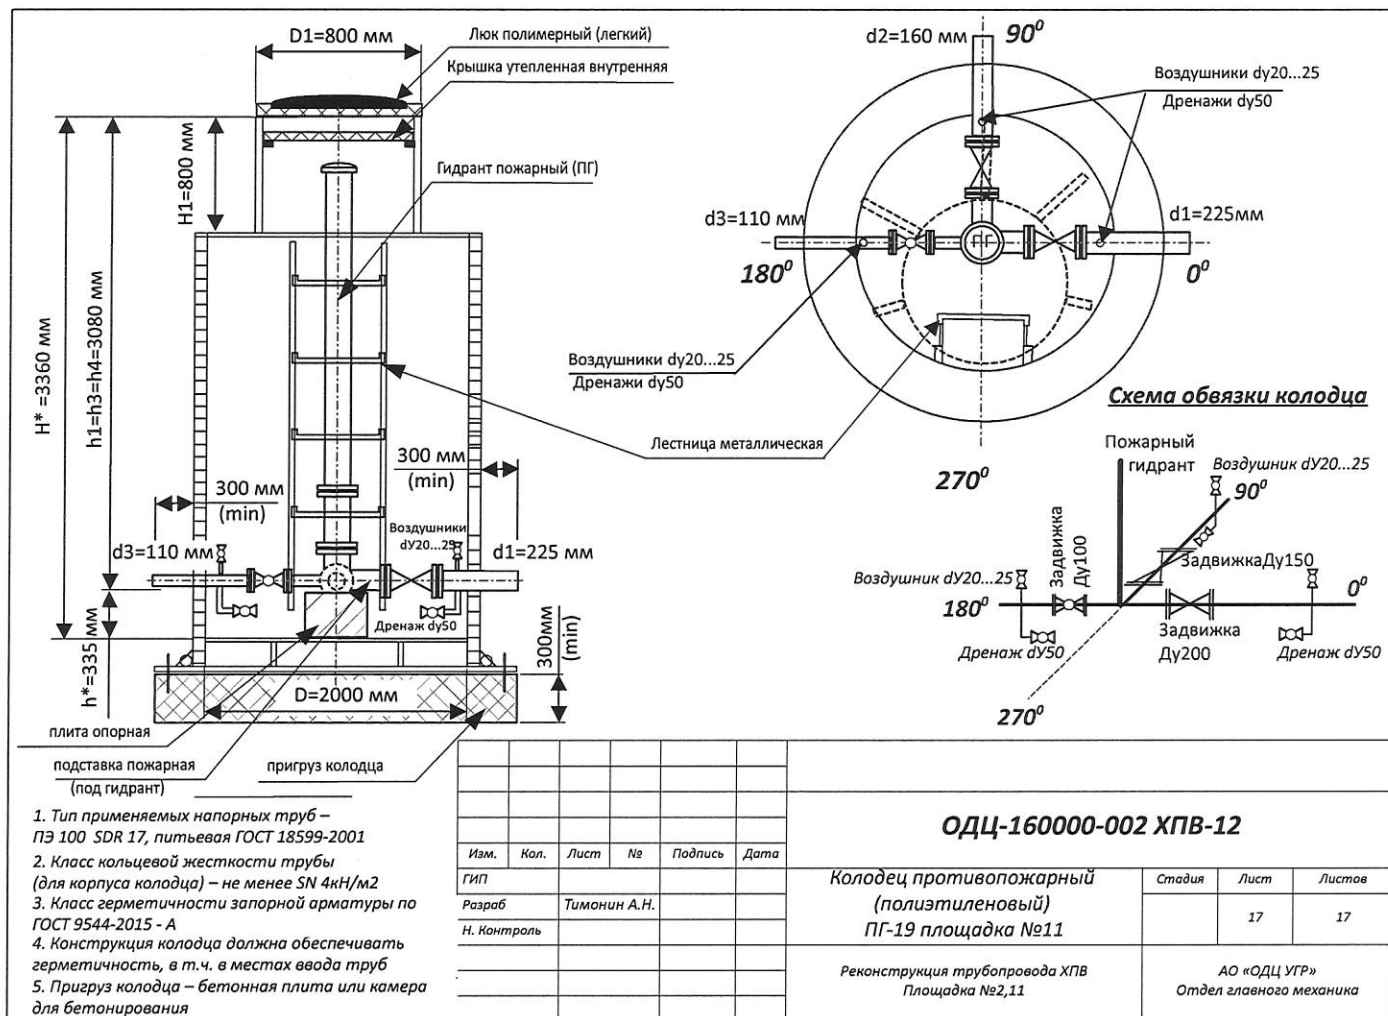 D1=800 мм
Люк полимерный (легкий)
Крышка утепленная внутренняя
H1=800 мм
Гидрант пожарный (ПГ)
H* =3360 мм
h1=h3=h4=3080 мм
300 мм
(min)
300 мм
(min)
Воздушники
dУ20...25
d3=110 мм
d1=225 мм
Дренаж dy50
h*=335 мм
300мм
(min)
D=2000 мм
плита опорная
подставка пожарная
(под гидрант)
пригруз колодца
Лестница металлическая
d2=160 мм
90⁰
Воздушники dy20...25
Дренажи dy50
d3=110 мм
d1=225мм
ПГ
180⁰
0⁰
Воздушники dy20...25
Дренажи dy50
270⁰
Схема обвязки колодца
Пожарный
гидрант
Воздушник dУ20...25
90⁰
Задвижка
Ду100
ЗадвижкаДу150
Воздушник dУ20...25
180⁰
0⁰
Задвижка
Ду200
Дренаж dУ50
Дренаж dУ50
270⁰
1. Тип применяемых напорных труб –
ПЭ 100 SDR 17, питьевая ГОСТ 18599-2001
2. Класс кольцевой жесткости трубы
(для корпуса колодца) – не менее SN 4кН/м2
3. Класс герметичности запорной арматуры по
ГОСТ 9544-2015 - А
4. Конструкция колодца должна обеспечивать
герметичность, в т.ч. в местах ввода труб
5. Пригруз колодца – бетонная плита или камера
для бетонирования
ОДЦ-160000-002 ХПВ-12
Изм. Кол. Лист № Подпись Дата
ГИП
Разраб Тимонин А.Н.
Н. Контроль
Колодец противопожарный
(полиэтиленовый)
ПГ-19 площадка №11
Стадия Лист Листов
17 17
Реконструкция трубопровода ХПВ
Площадка №2,11
АО «ОДЦ УГР»
Отдел главного механика